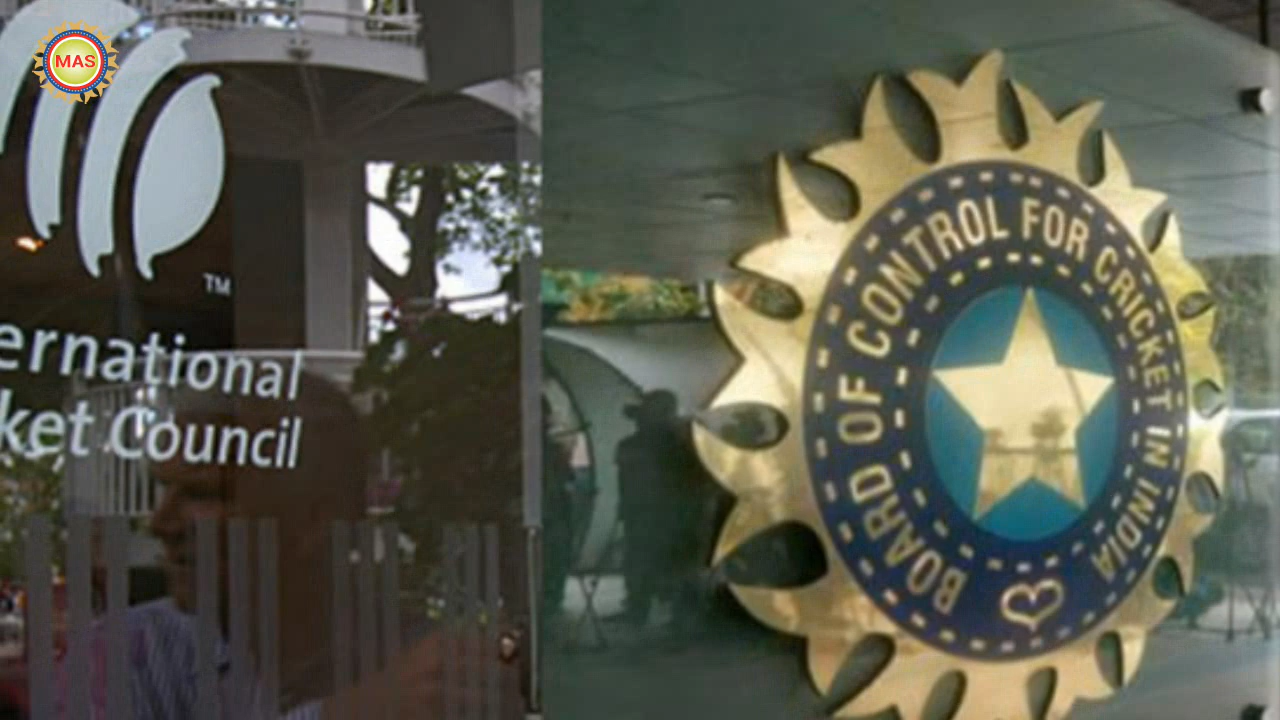 MAS
TM
ernational
ket Council
BOARD OF CONTROL FOR CRICKET IN INDIA